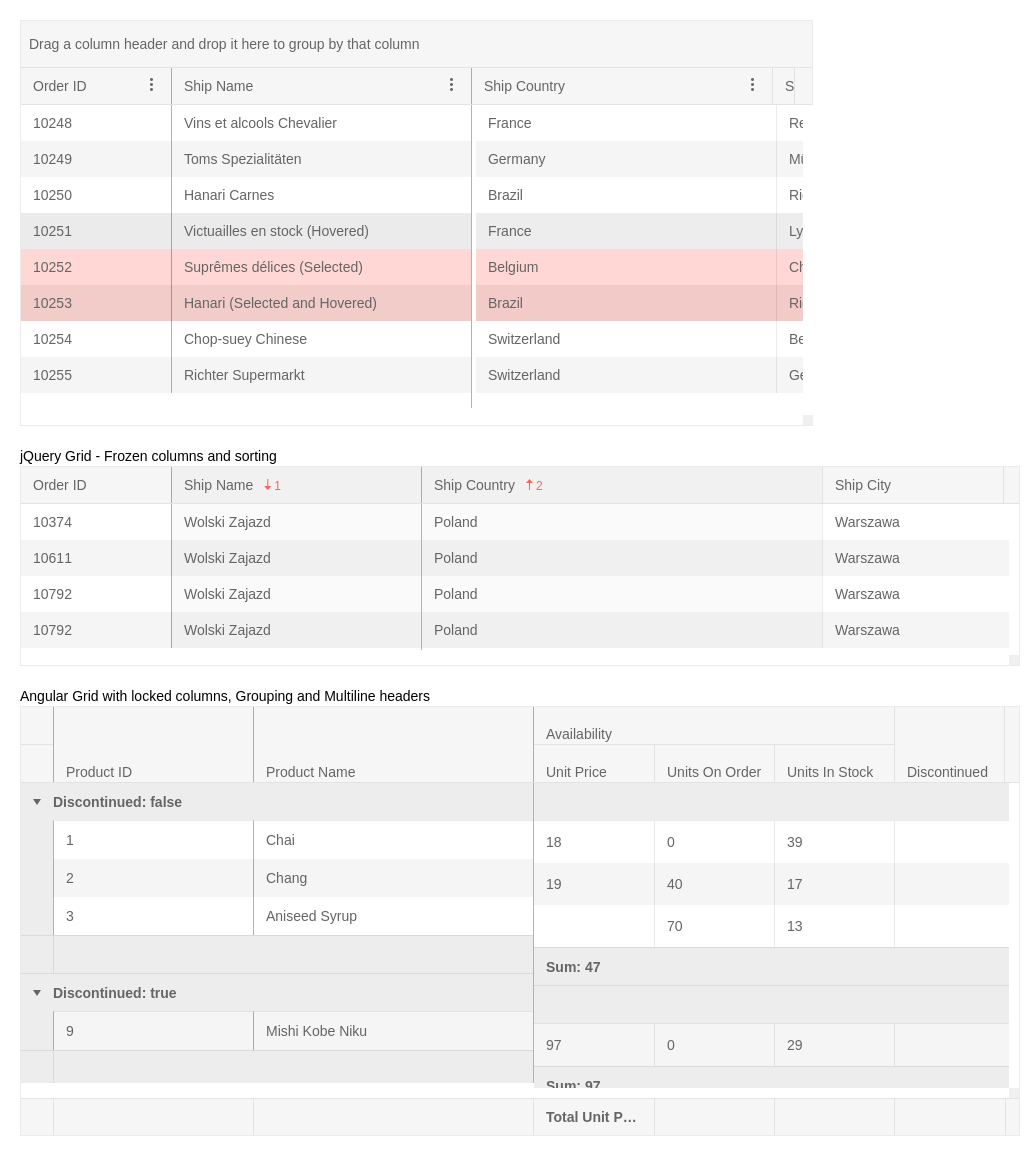 Drag a column header and drop it here to group by that column
Order ID Ship Name Ship Country S
10248 Vins et alcools Chevalier France Re
10249 Toms Spezialitäten Germany Mü
10250 Hanari Carnes Brazil Ri
10251 Victuailles en stock (Hovered) France Ly
10252 Suprêmes délices (Selected) Belgium Ch
10253 Hanari (Selected and Hovered) Brazil Ri
10254 Chop-suey Chinese Switzerland Be
10255 Richter Supermarkt Switzerland Ge
jQuery Grid - Frozen columns and sorting
Order ID Ship Name 1 Ship Country 2 Ship City
10374 Wolski Zajazd Poland Warszawa
10611 Wolski Zajazd Poland Warszawa
10792 Wolski Zajazd Poland Warszawa
10792 Wolski Zajazd Poland Warszawa
Angular Grid with locked columns, Grouping and Multiline headers
Availability
Product ID Product Name Unit Price Units On Order Units In Stock Discontinued
Discontinued: false
1 Chai 18 0 39
2 Chang 19 40 17
3 Aniseed Syrup 70 13
Sum: 47
Discontinued: true
9 Mishi Kobe Niku 97 0 29
Sum: 97
Total Unit P...